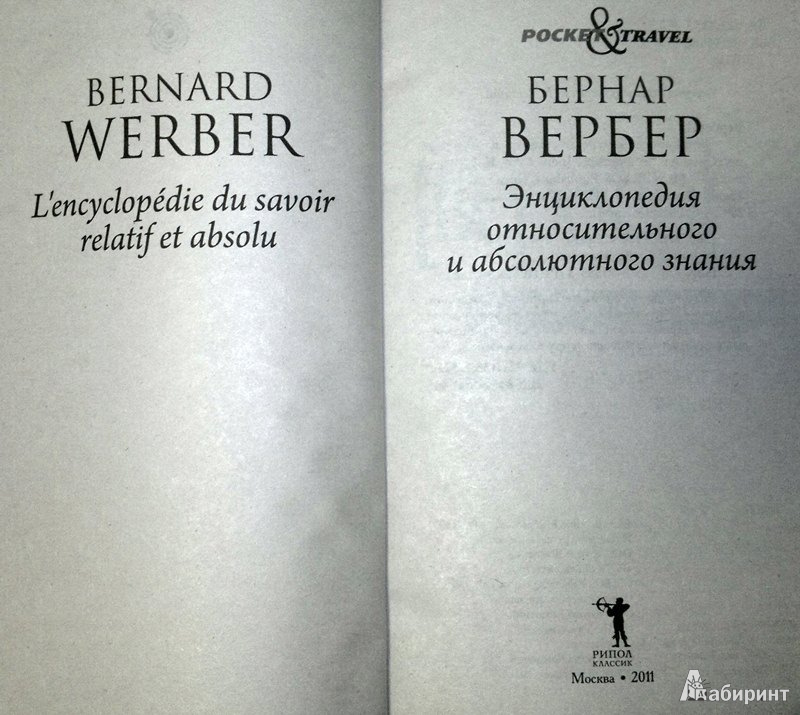 BERNARD
WERBER
L'encyclopédie du savoir
relatif et absolu
POCKET & TRAVEL
БЕРНАР
ВЕРБЕР
Энциклопедия
относительного
и абсолютного знания
РИПОЛ
КЛАССИК
Москва • 2011
Лабиринт